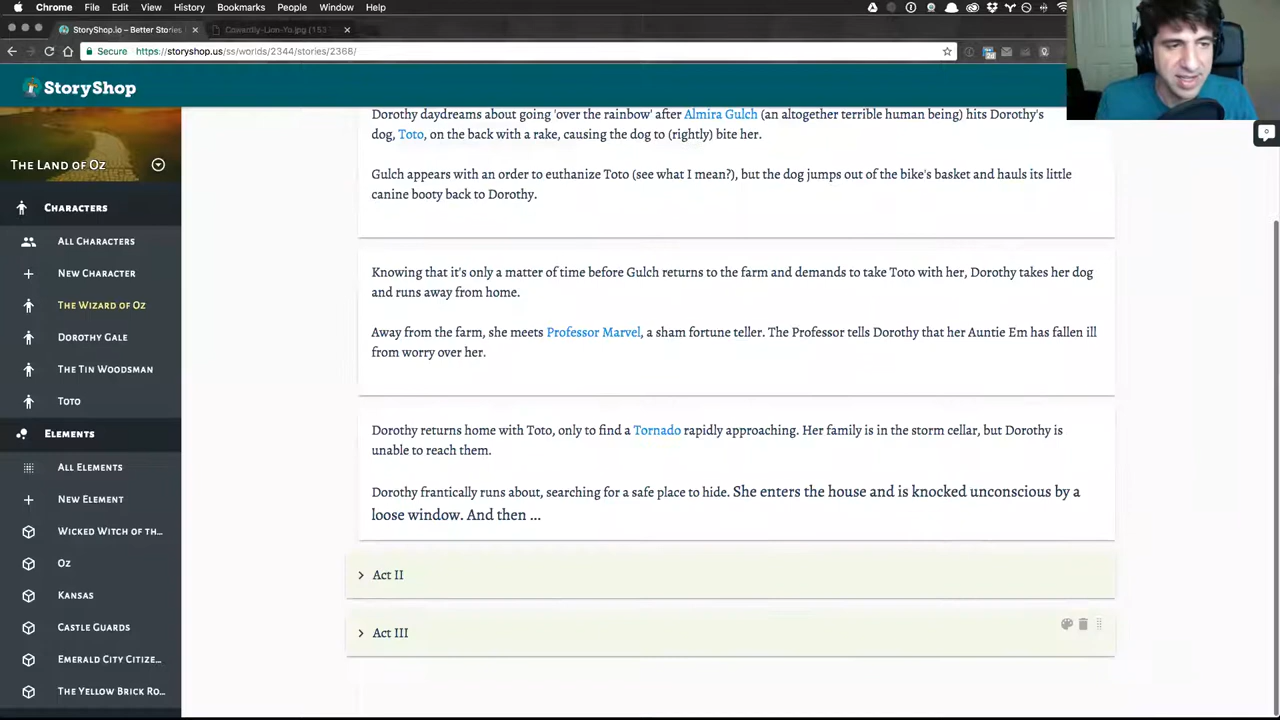 Chrome File Edit View History Bookmarks People Window Help
StoryShop.io – Better Stories
Cowardly-Lion-Yo.jpg (153
Secure https://storyshop.us/ss/worlds/2344/stories/2368/
StoryShop
THE LAND OF OZ
CHARACTERS
ALL CHARACTERS
NEW CHARACTER
THE WIZARD OF OZ
DOROTHY GALE
THE TIN WOODSMAN
TOTO
ELEMENTS
ALL ELEMENTS
NEW ELEMENT
WICKED WITCH OF TH...
OZ
KANSAS
CASTLE GUARDS
EMERALD CITY CITIZE...
THE YELLOW BRICK RO...
Dorothy daydreams about going 'over the rainbow' after Almira Gulch (an altogether terrible human being) hits Dorothy's
dog, Toto, on the back with a rake, causing the dog to (rightly) bite her.
Gulch appears with an order to euthanize Toto (see what I mean?), but the dog jumps out of the bike's basket and hauls its little
canine booty back to Dorothy.
Knowing that it's only a matter of time before Gulch returns to the farm and demands to take Toto with her, Dorothy takes her dog
and runs away from home.
Away from the farm, she meets Professor Marvel, a sham fortune teller. The Professor tells Dorothy that her Auntie Em has fallen ill
from worry over her.
Dorothy returns home with Toto, only to find a Tornado rapidly approaching. Her family is in the storm cellar, but Dorothy is
unable to reach them.
Dorothy frantically runs about, searching for a safe place to hide. She enters the house and is knocked unconscious by a
loose window. And then ...
Act II
Act III
0